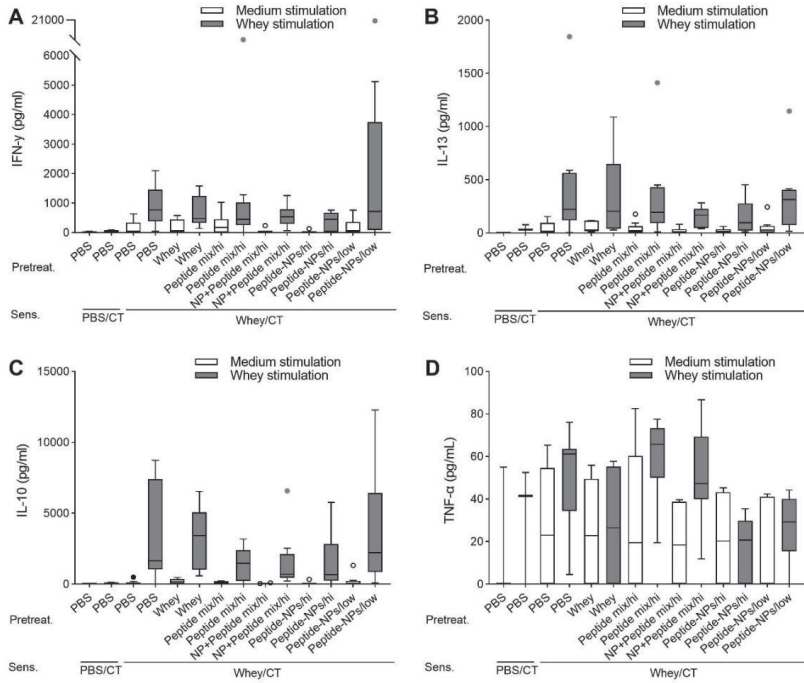 A
Medium stimulation
Whey stimulation
21000
6000
5000
4000
3000
2000
1000
0
IFN-y (pg/ml)
Pretreat.
PBS
PBS
PBS
PBS
Whey
Whey
Peptide mix/hi
Peptide mix/hi
NP+Peptide mix/hi
NP+Peptide mix/hi
Peptide-NPs/hi
Peptide-NPs/hi
Peptide-NPs/low
Peptide-NPs/low
Sens.
PBS/CT
Whey/CT
B
Medium stimulation
Whey stimulation
2000
1500
1000
500
0
IL-13 (pg/ml)
Pretreat.
PBS
PBS
PBS
PBS
Whey
Whey
Peptide mix/hi
Peptide mix/hi
NP+Peptide mix/hi
NP+Peptide mix/hi
Peptide-NPs/hi
Peptide-NPs/hi
Peptide-NPs/low
Peptide-NPs/low
Sens.
PBS/CT
Whey/CT
C
Medium stimulation
Whey stimulation
15000
10000
5000
0
IL-10 (pg/ml)
Pretreat.
PBS
PBS
PBS
PBS
Whey
Whey
Peptide mix/hi
Peptide mix/hi
NP+Peptide mix/hi
NP+Peptide mix/hi
Peptide-NPs/hi
Peptide-NPs/hi
Peptide-NPs/low
Peptide-NPs/low
Sens.
PBS/CT
Whey/CT
D
Medium stimulation
Whey stimulation
100
80
60
40
20
0
TNF-α (pg/mL)
Pretreat.
PBS
PBS
PBS
PBS
Whey
Whey
Peptide mix/hi
Peptide mix/hi
NP+Peptide mix/hi
NP+Peptide mix/hi
Peptide-NPs/hi
Peptide-NPs/hi
Peptide-NPs/low
Peptide-NPs/low
Sens.
PBS/CT
Whey/CT